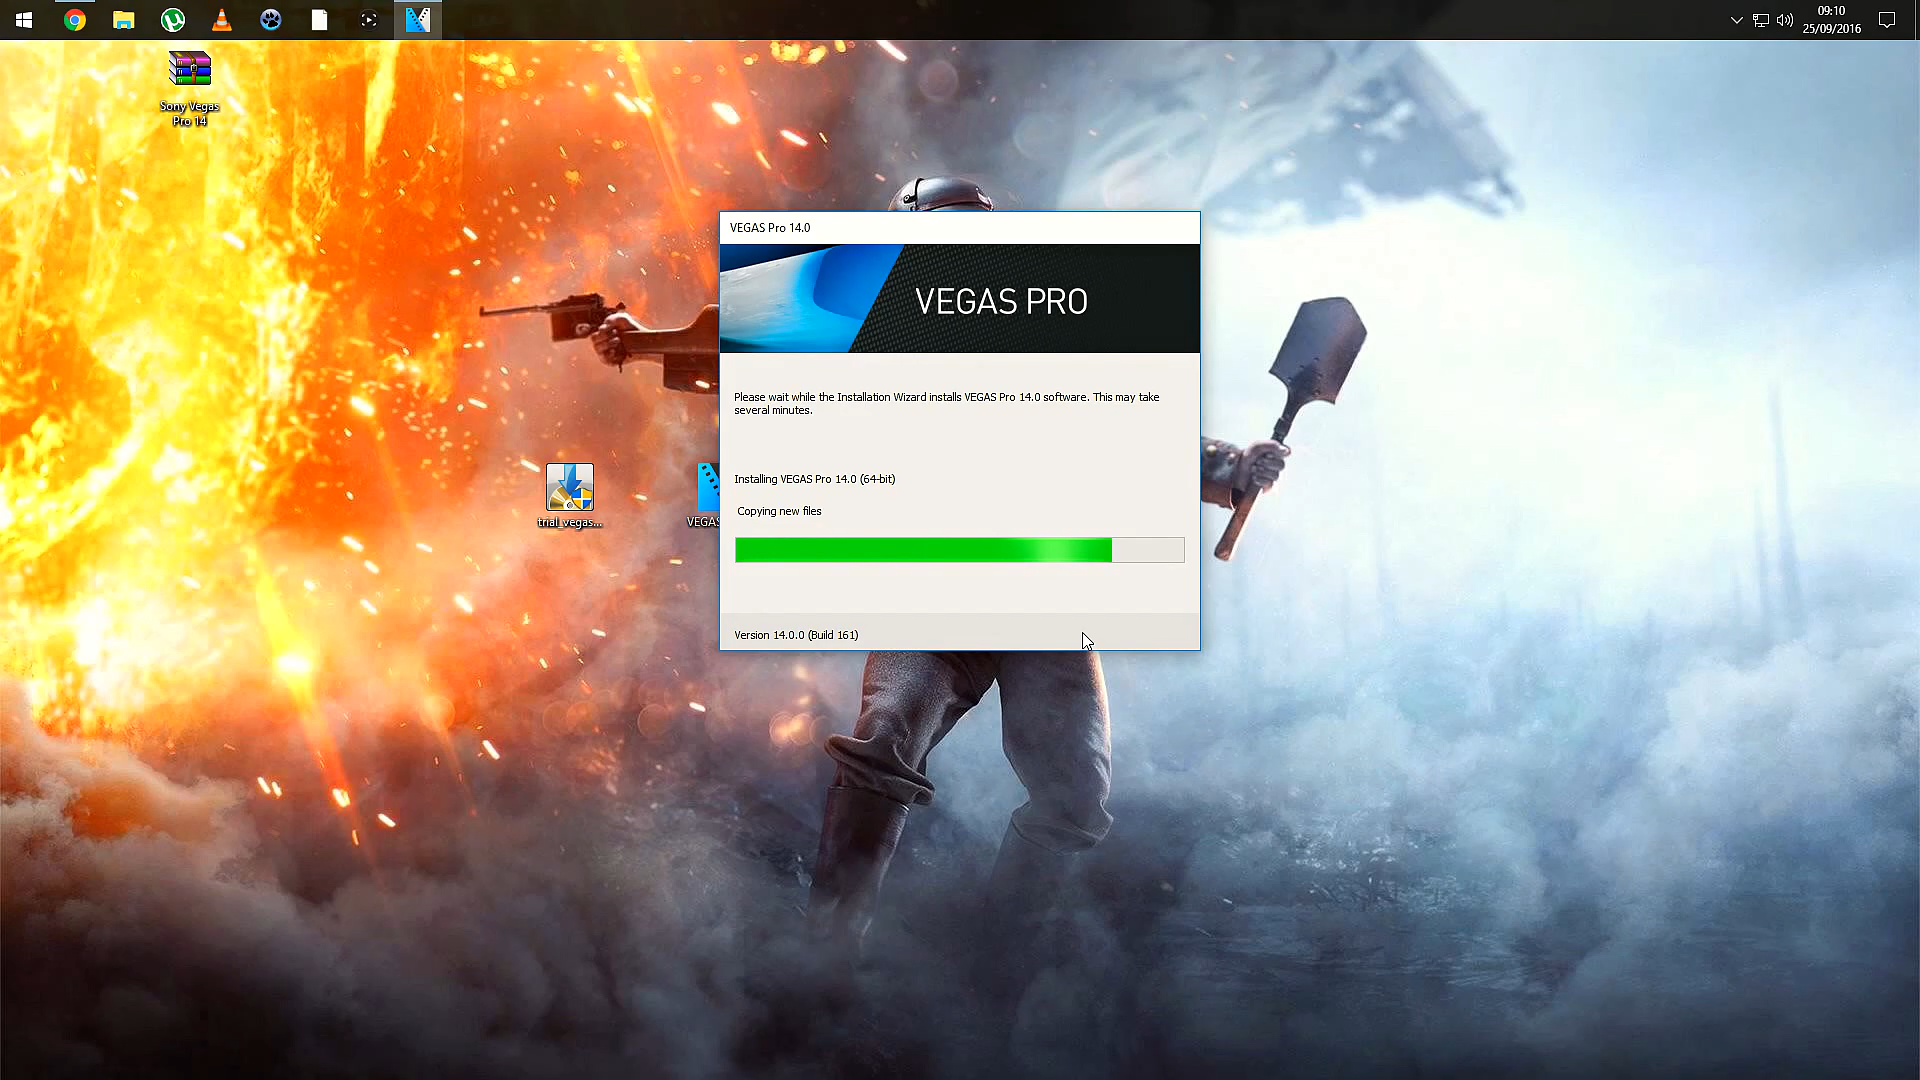 09:10
25/09/2016
Sony Vegas
Pro 14
VEGAS Pro 14.0
VEGAS PRO
Please wait while the Installation Wizard installs VEGAS Pro 14.0 software. This may take
several minutes.
Installing VEGAS Pro 14.0 (64-bit)
Copying new files
trial_vegas...
VEGAS
Version 14.0.0 (Build 161)